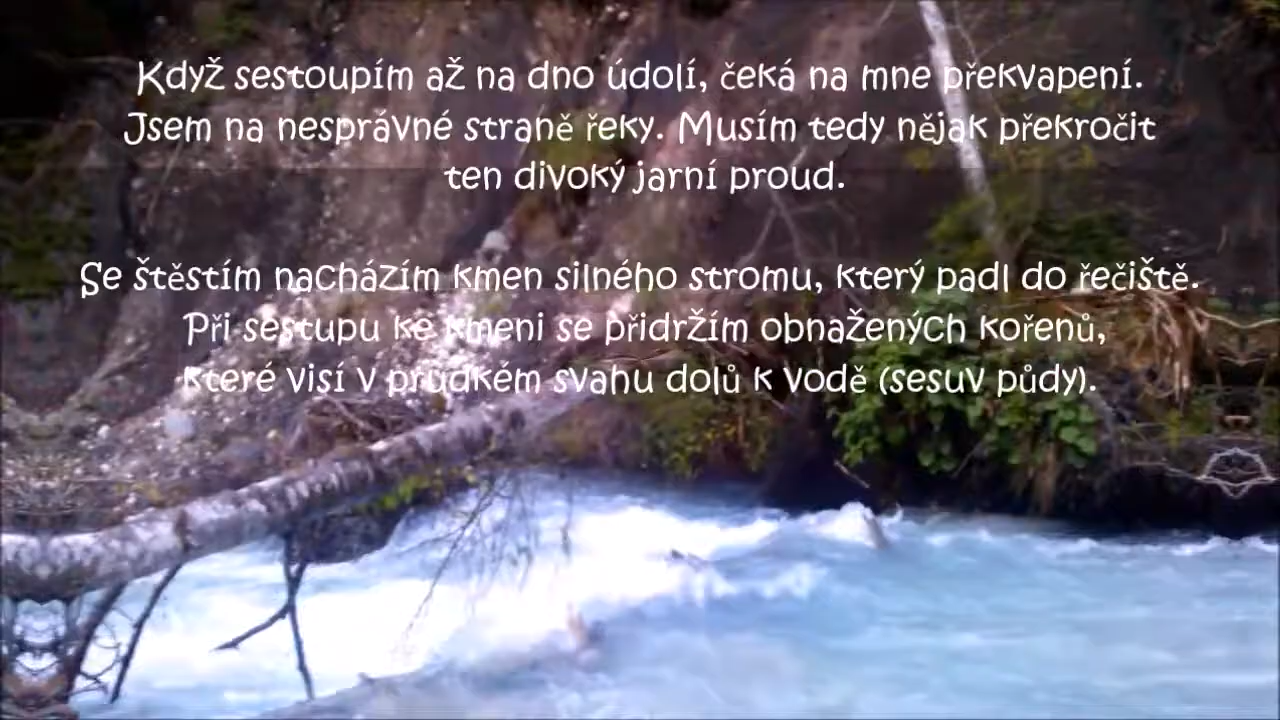 Když sestoupím až na dno údolí, čeká na mne překvapení.
Jsem na nesprávné straně řeky. Musím tedy nějak překročit
ten divoký jarní proud.
Se štěstím nacházím kmen silného stromu, který padl do řečiště.
Při sestupu ke kmeni se přidržím obnažených kořenů,
které visí v prudkém svahu dolů k vodě (sesuv půdy).